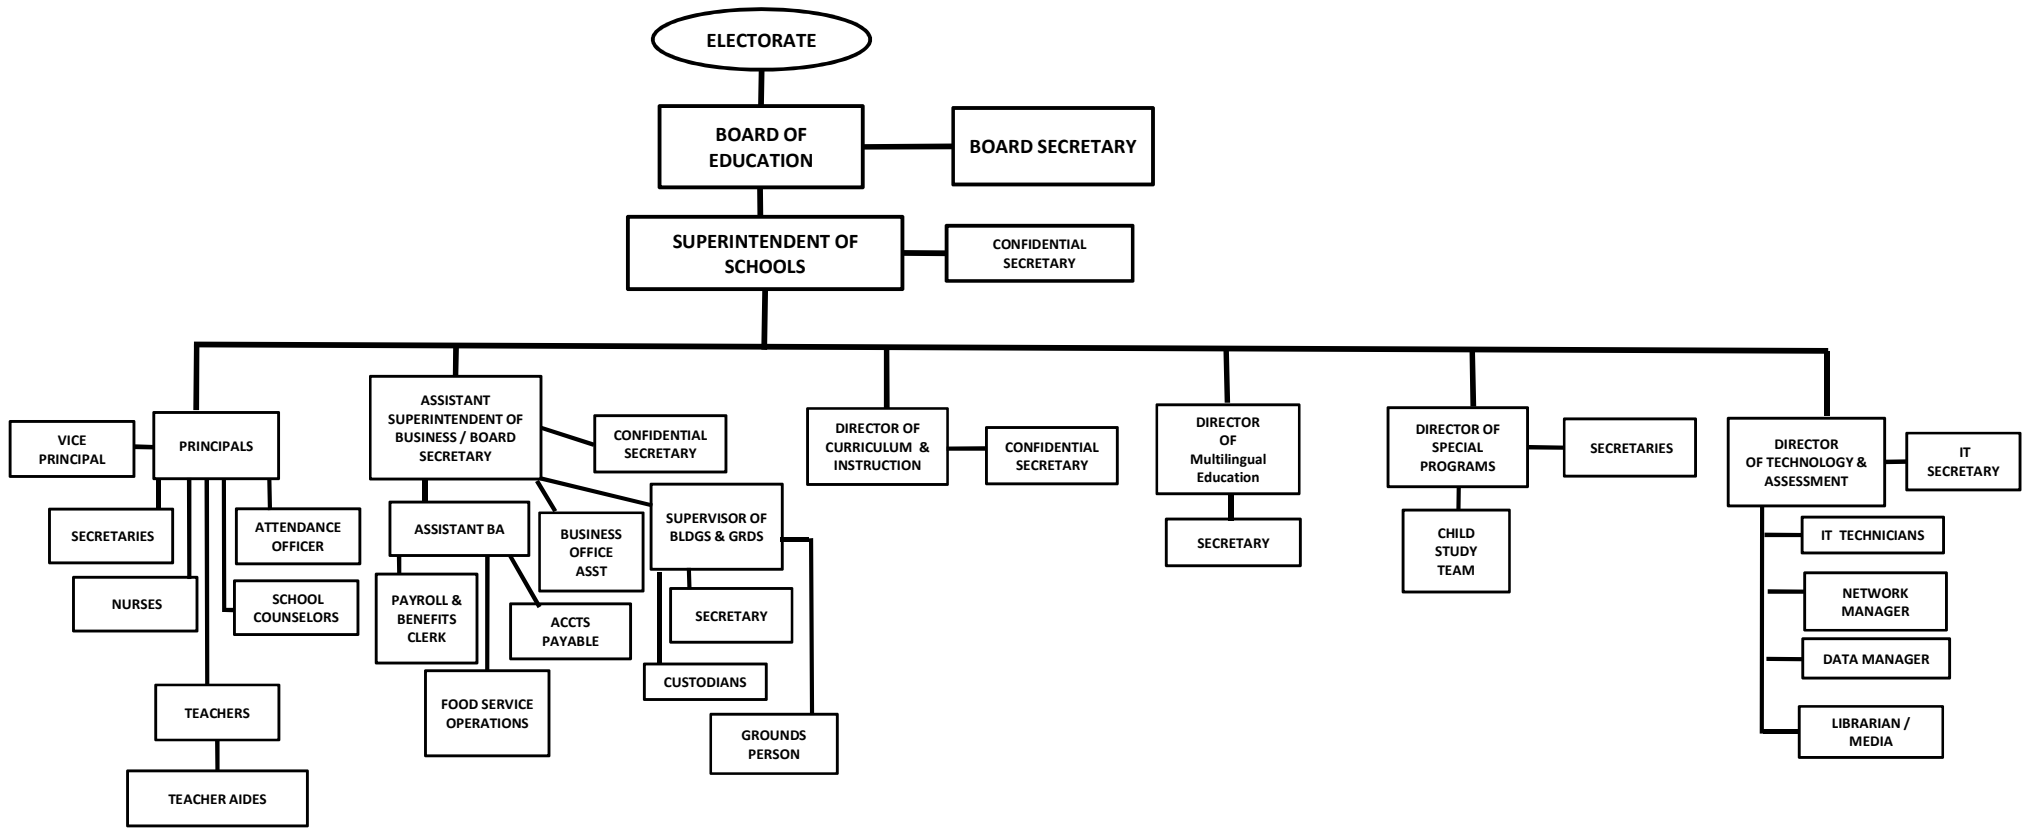 ELECTORATE
BOARD OF
EDUCATION
BOARD SECRETARY
SUPERINTENDENT OF
SCHOOLS
CONFIDENTIAL
SECRETARY
VICE
PRINCIPAL
PRINCIPALS
SECRETARIES
ATTENDANCE
OFFICER
NURSES
SCHOOL
COUNSELORS
TEACHERS
TEACHER AIDES
ASSISTANT
SUPERINTENDENT OF
BUSINESS / BOARD
SECRETARY
CONFIDENTIAL
SECRETARY
ASSISTANT BA
BUSINESS
OFFICE
ASST
SUPERVISOR OF
BLDGS & GRDS
PAYROLL &
BENEFITS
CLERK
ACCTS
PAYABLE
SECRETARY
FOOD SERVICE
OPERATIONS
CUSTODIANS
GROUNDS
PERSON
DIRECTOR OF
CURRICULUM &
INSTRUCTION
CONFIDENTIAL
SECRETARY
DIRECTOR
OF
Multilingual
Education
SECRETARY
DIRECTOR OF
SPECIAL
PROGRAMS
SECRETARIES
CHILD
STUDY
TEAM
DIRECTOR
OF TECHNOLOGY &
ASSESSMENT
IT
SECRETARY
IT TECHNICIANS
NETWORK
MANAGER
DATA MANAGER
LIBRARIAN /
MEDIA